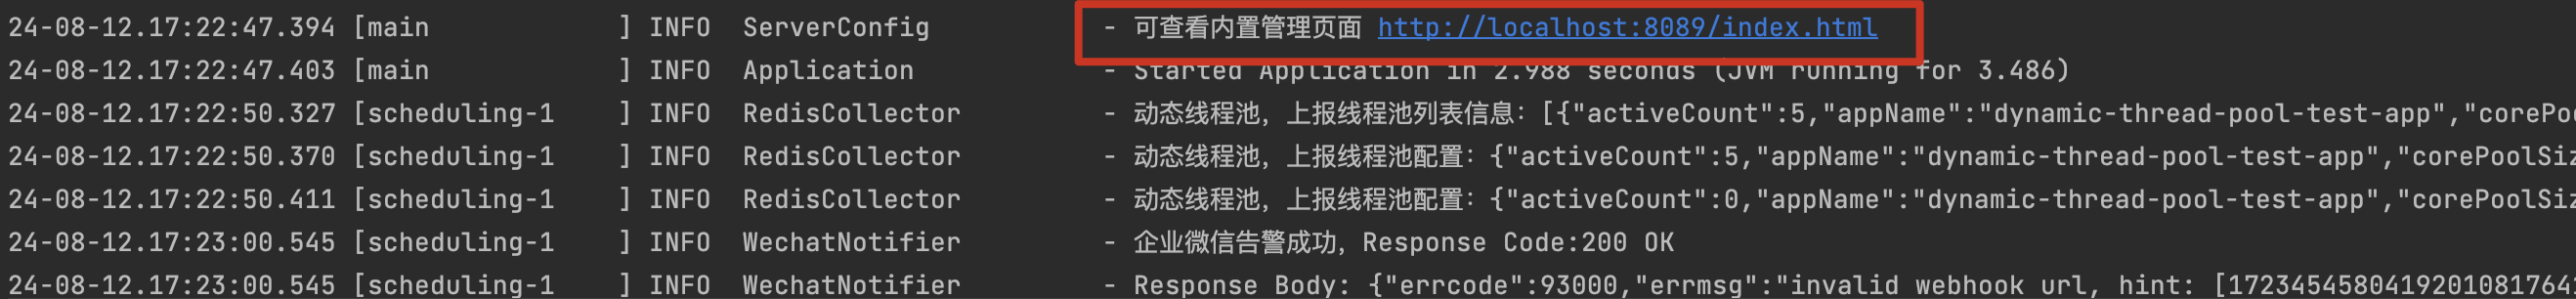 24-08-12.17:22:47.394 [main            ] INFO  ServerConfig           - 可查看内置管理页面 http://localhost:8089/index.html
24-08-12.17:22:47.403 [main            ] INFO  Application            - Started Application in 2.988 seconds (JVM running for 3.486)
24-08-12.17:22:50.327 [scheduling-1    ] INFO  RedisCollector         - 动态线程池，上报线程池列表信息：[{"activeCount":5,"appName":"dynamic-thread-pool-test-app","corePo
24-08-12.17:22:50.370 [scheduling-1    ] INFO  RedisCollector         - 动态线程池，上报线程池配置：{"activeCount":5,"appName":"dynamic-thread-pool-test-app","corePoolSiz
24-08-12.17:22:50.411 [scheduling-1    ] INFO  RedisCollector         - 动态线程池，上报线程池配置：{"activeCount":0,"appName":"dynamic-thread-pool-test-app","corePoolSiz
24-08-12.17:23:00.545 [scheduling-1    ] INFO  WechatNotifier         - 企业微信告警成功，Response Code:200 OK
24-08-12.17:23:00.545 [scheduling-1    ] INFO  WechatNotifier         - Response Body: {"errcode":93000,"errmsg":"invalid webhook url, hint: [172345458041920108176